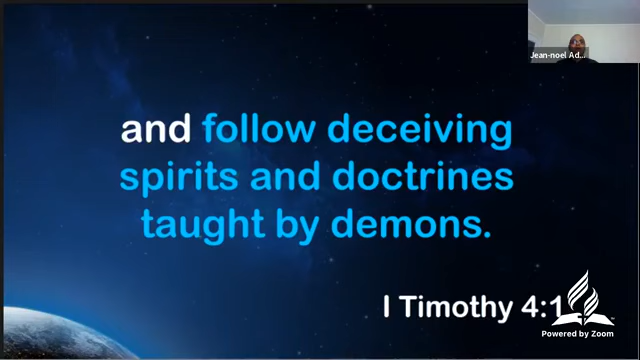 Jean-noel Ad...
and follow deceiving
spirits and doctrines
taught by demons.
I Timothy 4:1
Powered by Zoom